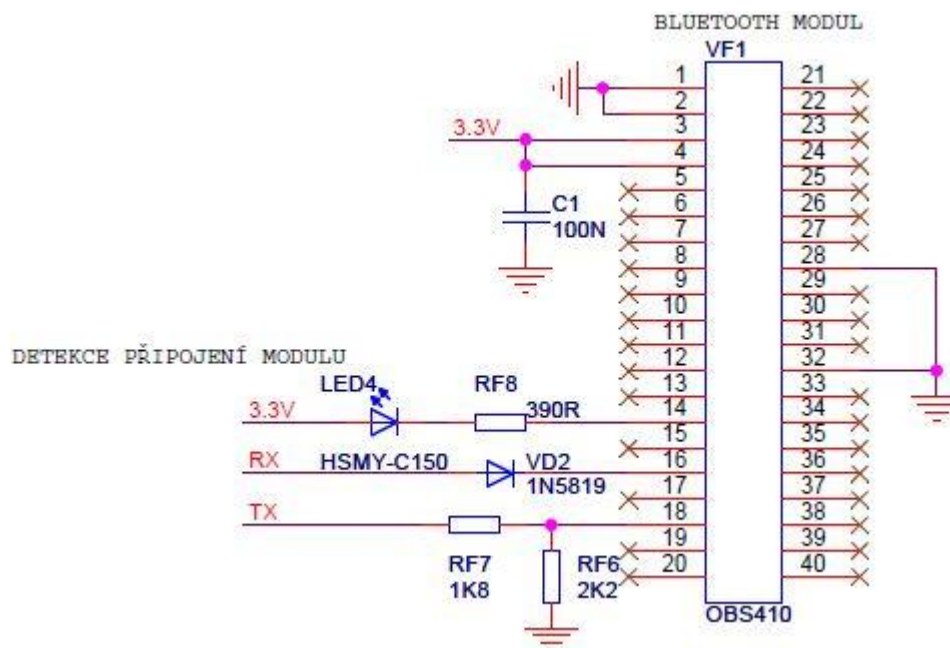 BLUETOOTH MODUL
VF1
1 21
2 22
3.3V 3 23
4 24
5 25
C1 6 26
100N 7 27
8 28
9 29
10 30
11 31
DETEKCE PŘIPOJENÍ MODULU 12 32
LED4 RF8 13 33
3.3V 390R 14 34
15 35
RX HSMY-C150 VD2 16 36
1N5819 17 37
TX 18 38
19 39
RF7 RF6 20 40
1K8 2K2
OBS410